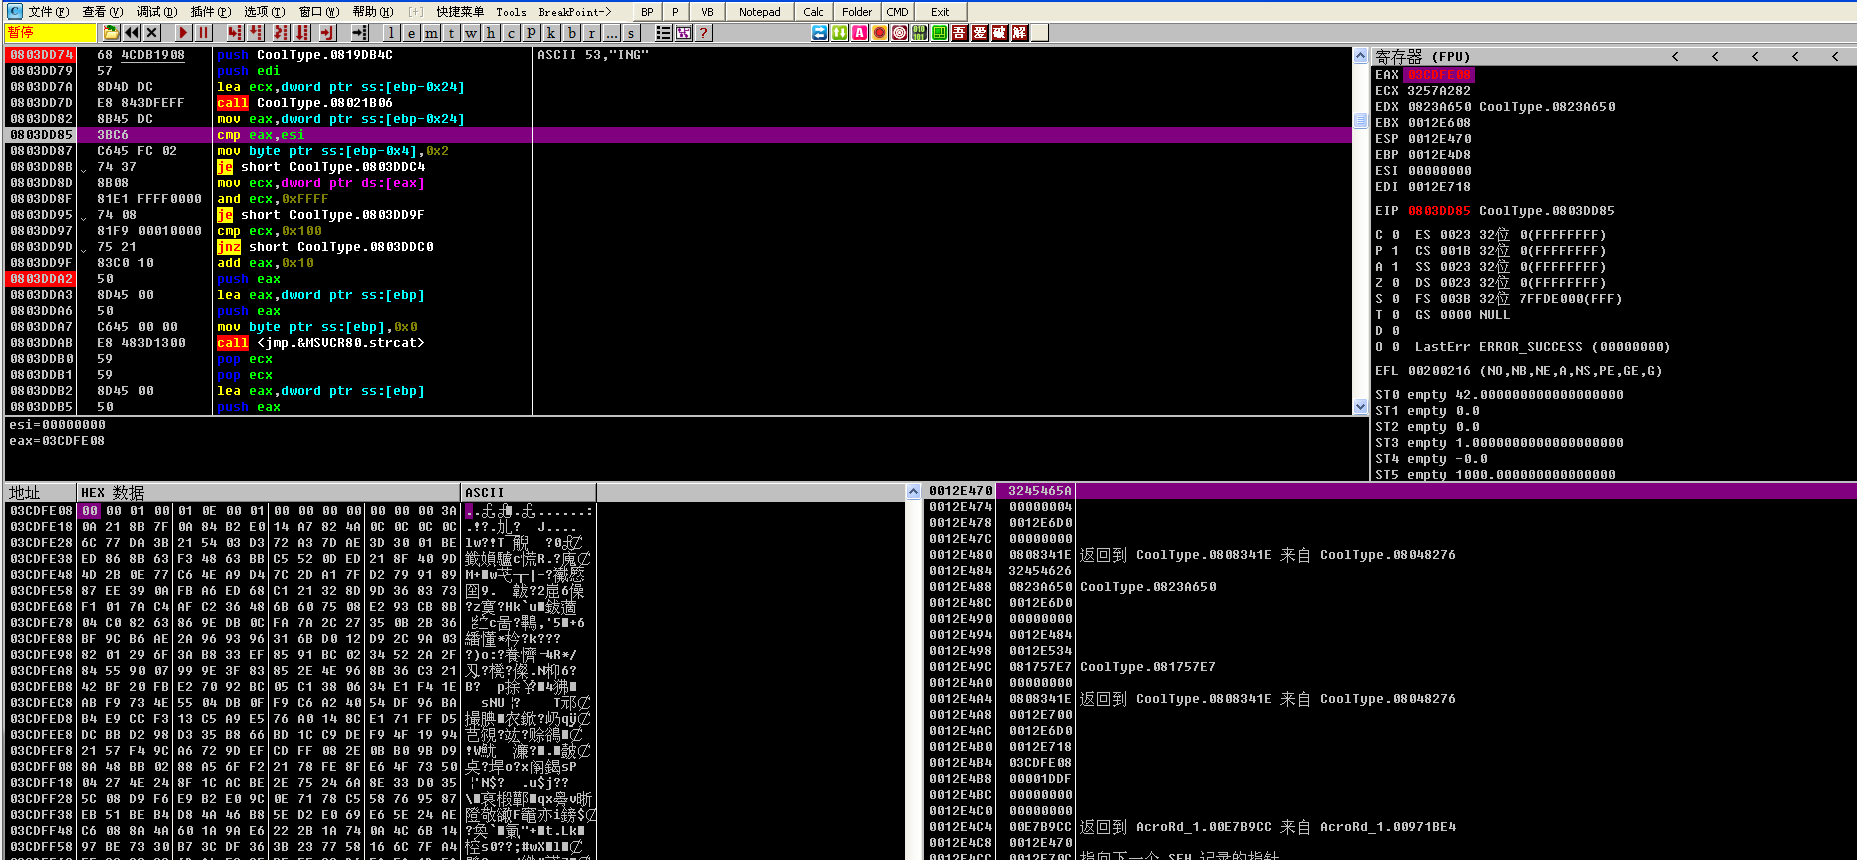 文件(F) 查看(V) 调试(D) 插件(P) 选项(T) 窗口(W) 帮助(H) [+] 快捷菜单 Tools BreakPoint-> BP P VB Notepad Calc Folder CMD Exit
暂停 l e m t w h c p k b r ... s ? 吾 爱 破 解
0803DD74 68 4CDB1908 push CoolType.0819DB4C ASCII 53,"ING"
0803DD79 57 push edi
0803DD7A 8D4D DC lea ecx,dword ptr ss:[ebp-0x24]
0803DD7D E8 843DFEFF call CoolType.08021B06
0803DD82 8B45 DC mov eax,dword ptr ss:[ebp-0x24]
0803DD85 3BC6 cmp eax,esi
0803DD87 C645 FC 02 mov byte ptr ss:[ebp-0x4],0x2
0803DD8B 74 37 je short CoolType.0803DDC4
0803DD8D 8B08 mov ecx,dword ptr ds:[eax]
0803DD8F 81E1 FFFF0000 and ecx,0xFFFF
0803DD95 74 08 je short CoolType.0803DD9F
0803DD97 81F9 00010000 cmp ecx,0x100
0803DD9D 75 21 jnz short CoolType.0803DDC0
0803DD9F 83C0 10 add eax,0x10
0803DDA2 50 push eax
0803DDA3 8D45 00 lea eax,dword ptr ss:[ebp]
0803DDA6 50 push eax
0803DDA7 C645 00 00 mov byte ptr ss:[ebp],0x0
0803DDAB E8 483D1300 call <jmp.&MSVCR80.strcat>
0803DDB0 59 pop ecx
0803DDB1 59 pop ecx
0803DDB2 8D45 00 lea eax,dword ptr ss:[ebp]
0803DDB5 50 push eax
esi=00000000
eax=03CDFE08
寄存器 (FPU) < < < < <
EAX 03CDFE08
ECX 3257A282
EDX 0823A650 CoolType.0823A650
EBX 0012E608
ESP 0012E470
EBP 0012E4D8
ESI 00000000
EDI 0012E718
EIP 0803DD85 CoolType.0803DD85
C 0 ES 0023 32位 0(FFFFFFFF)
P 1 CS 001B 32位 0(FFFFFFFF)
A 1 SS 0023 32位 0(FFFFFFFF)
Z 0 DS 0023 32位 0(FFFFFFFF)
S 0 FS 003B 32位 7FFDE000(FFF)
T 0 GS 0000 NULL
D 0
O 0 LastErr ERROR_SUCCESS (00000000)
EFL 00200216 (NO,NB,NE,A,NS,PE,GE,G)
ST0 empty 42.000000000000000000
ST1 empty 0.0
ST2 empty 0.0
ST3 empty 1.0000000000000000000
ST4 empty -0.0
ST5 empty 1000.0000000000000000
地址 HEX 数据 ASCII
03CDFE08 00 00 01 00 01 0E 00 01 00 00 00 00 00 00 00 3A
03CDFE18 0A 21 8B 7F 0A 84 B2 E0 14 A7 82 4A 0C 0C 0C 0C
03CDFE28 6C 77 DA 3B 21 54 03 D3 72 A3 7D AE 3D 30 01 BE
03CDFE38 ED 86 8B 63 F3 48 63 BB C5 52 0D ED 21 8F 40 9D
03CDFE48 4D 2B 0E 77 C6 4E A9 D4 7C 2D A1 7F D2 79 91 89
03CDFE58 87 EE 39 0A FB A6 ED 68 C1 21 32 8D 9D 36 83 73
03CDFE68 F1 01 7A C4 AF C2 36 48 6B 60 75 08 E2 93 CB 8B
03CDFE78 04 C0 82 63 86 9E DB 0C FA 7A 2C 27 35 0B 2B 36
03CDFE88 BF 9C B6 AE 2A 96 93 96 31 6B D0 12 D9 2C 9A 03
03CDFE98 82 01 29 6F 3A B8 33 EF 85 91 BC 02 34 52 2A 2F
03CDFEA8 84 55 90 07 99 9E 3F 83 85 2E 4E 96 8B 36 C3 21
03CDFEB8 42 BF 20 FB E2 70 92 BC 05 C1 38 06 34 E1 F4 1E
03CDFEC8 AB F9 73 4E 55 04 DB 0F F9 C6 A2 40 54 DF 96 BA
03CDFED8 B4 E9 CC F3 13 C5 A9 E5 76 A0 14 8C E1 71 FF D5
03CDFEE8 DC BB D2 98 D3 35 B8 66 BD 1C C9 DE F9 4F 19 94
03CDFEF8 21 57 F4 9C A6 72 9D EF CD FF 08 2E 0B B0 9B D9
03CDFF08 8A 48 BB 02 88 A5 6F F2 21 78 FE 8F E6 4F 73 50
03CDFF18 04 27 4E 24 8F 1C AC BE 2E 75 24 6A 8E 33 D0 35
03CDFF28 5C 08 D9 F6 E9 B2 E0 9C 0E 71 78 C5 58 76 95 87
03CDFF38 EB 51 BE B4 D8 4A 46 B8 5E D2 E0 69 E6 5E 24 AE
03CDFF48 C6 08 8A 4A 60 1A 9A E6 22 2B 1A 74 0A 4C 6B 14
03CDFF58 97 BE 73 30 B7 3C DF 36 3B 23 77 58 16 6C 7F A4
0012E470 3245465A
0012E474 00000004
0012E478 0012E6D0
0012E47C 00000000
0012E480 0808341E 返回到 CoolType.0808341E 来自 CoolType.08048276
0012E484 32454626
0012E488 0823A650 CoolType.0823A650
0012E48C 0012E6D0
0012E490 00000000
0012E494 0012E484
0012E498 0012E534
0012E49C 081757E7 CoolType.081757E7
0012E4A0 00000000
0012E4A4 0808341E 返回到 CoolType.0808341E 来自 CoolType.08048276
0012E4A8 0012E700
0012E4AC 0012E6D0
0012E4B0 0012E718
0012E4B4 03CDFE08
0012E4B8 00001DDF
0012E4BC 00000000
0012E4C0 00000000
0012E4C4 00E7B9CC 返回到 AcroRd_1.00E7B9CC 来自 AcroRd_1.00971BE4
0012E4C8 0012E470
0012E4CC 0012E70C 指向下一个 SEH 记录的指针